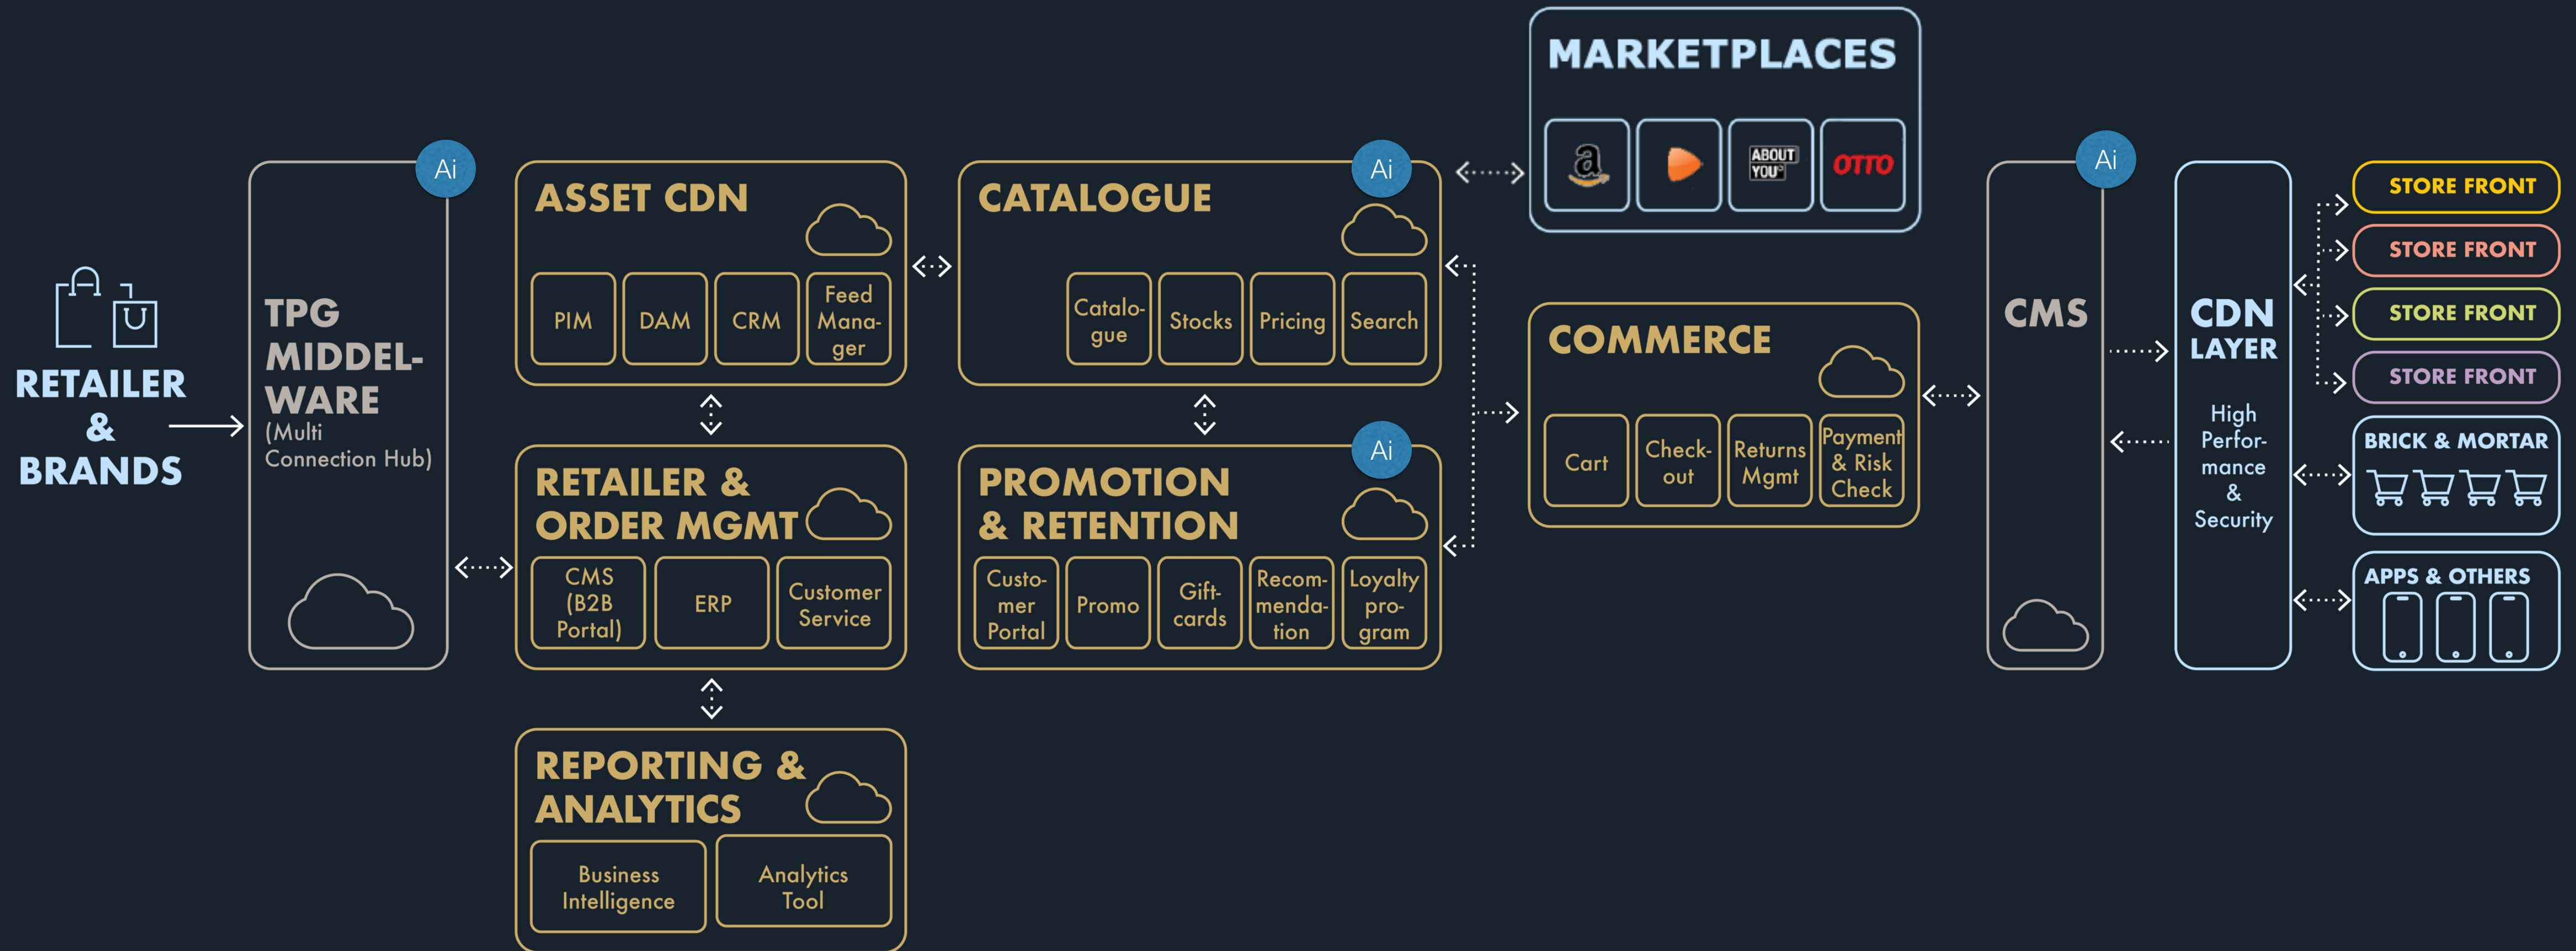 RETAILER
&
BRANDS
Ai
TPG
MIDDEL-
WARE
(Multi
Connection Hub)
ASSET CDN
PIM
DAM
CRM
Feed
Mana-
ger
RETAILER &
ORDER MGMT
CMS
(B2B
Portal)
ERP
Customer
Service
REPORTING &
ANALYTICS
Business
Intelligence
Analytics
Tool
Ai
CATALOGUE
Catalo-
gue
Stocks
Pricing
Search
Ai
PROMOTION
& RETENTION
Custo-
mer
Portal
Promo
Gift-
cards
Recom-
menda-
tion
Loyalty
pro-
gram
MARKETPLACES
a
ABOUT
YOU°
OTTO
COMMERCE
Cart
Check-
out
Returns
Mgmt
Payment
& Risk
Check
Ai
CMS
CDN
LAYER
High
Perfor-
mance
&
Security
STORE FRONT
STORE FRONT
STORE FRONT
STORE FRONT
BRICK & MORTAR
APPS & OTHERS